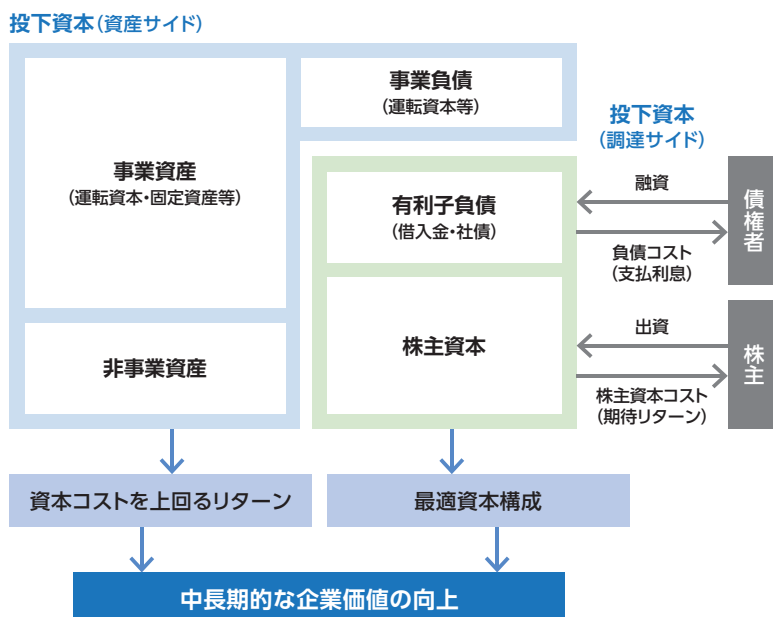 投下資本(資産サイド)
事業負債
(運転資本等)
事業資産
(運転資本・固定資産等)
非事業資産
投下資本
(調達サイド)
有利子負債
(借入金・社債)
株主資本
融資
負債コスト
(支払利息)
債権者
出資
株主資本コスト
(期待リターン)
株主
資本コストを上回るリターン
最適資本構成
中長期的な企業価値の向上